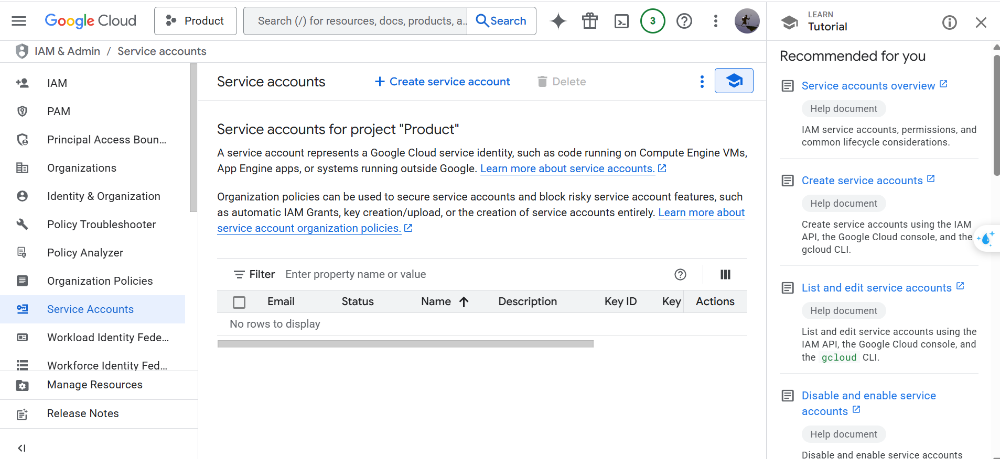 Google Cloud
Product
Search (/) for resources, docs, products, a..
Search
3
LEARN
Tutorial
IAM & Admin / Service accounts
IAM
PAM
Principal Access Boun...
Organizations
Identity & Organization
Policy Troubleshooter
Policy Analyzer
Organization Policies
Service Accounts
Workload Identity Fede...
Workforce Identity Fed...
Manage Resources
Release Notes
Service accounts
+ Create service account
Delete
Service accounts for project "Product"
A service account represents a Google Cloud service identity, such as code running on Compute Engine VMs,
App Engine apps, or systems running outside Google. Learn more about service accounts.
Organization policies can be used to secure service accounts and block risky service account features, such
as automatic IAM Grants, key creation/upload, or the creation of service accounts entirely. Learn more about
service account organization policies.
Filter Enter property name or value
Email Status Name Description Key ID Key Actions
No rows to display
Recommended for you
Service accounts overview
Help document
IAM service accounts, permissions, and
common lifecycle considerations.
Create service accounts
Help document
Create service accounts using the IAM
API, the Google Cloud console, and the
gcloud CLI.
List and edit service accounts
Help document
List and edit service accounts using the
IAM API, the Google Cloud console, and
the gcloud CLI.
Disable and enable service
accounts
Help document
Disable and enable service accounts